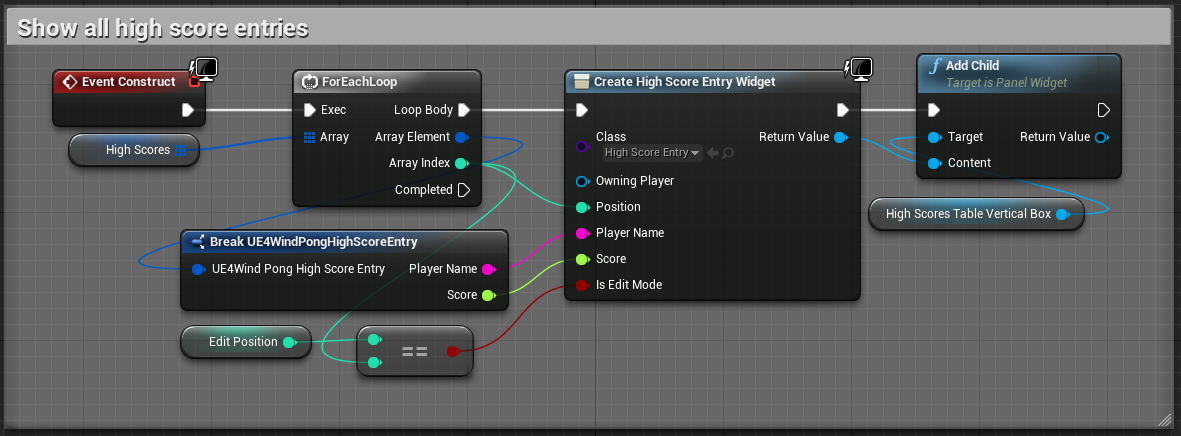 Show all high score entries
Event Construct
High Scores
ForEachLoop
Exec
Loop Body
Array
Array Element
Array Index
Completed
Break UE4WindPongHighScoreEntry
UE4Wind Pong High Score Entry
Player Name
Score
Edit Position
==
Create High Score Entry Widget
Class
Return Value
High Score Entry
Owning Player
Position
Player Name
Score
Is Edit Mode
Add Child
Target is Panel Widget
Target
Return Value
Content
High Scores Table Vertical Box